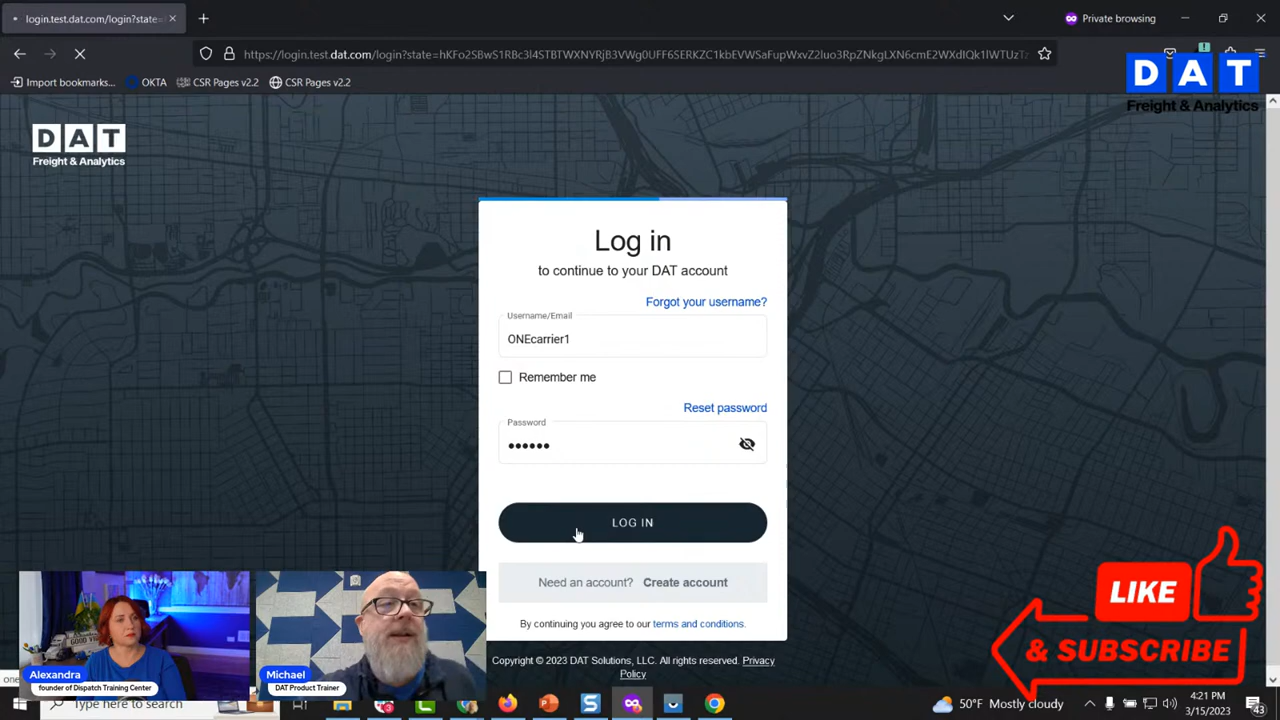 login.test.dat.com/login?state=
Private browsing
https://login.test.dat.com/login?state=
Import bookmarks...
OKTA
CSR Pages v2.2
CSR Pages v2.2
DAT
Freight & Analytics
DAT
Freight & Analytics
Log in
to continue to your DAT account
Forgot your username?
Username/Email
ONEcarrier1
Remember me
Reset password
Password
LOG IN
Need an account? Create account
By continuing you agree to our terms and conditions.
Copyright © 2023 DAT Solutions, LLC. All rights reserved. Privacy
Policy
LIKE
& SUBSCRIBE
GOOD
Alexandra
founder of Dispatch Training Center
Michael
DAT Product Trainer
Type here to search
50°F Mostly cloudy
4:21 PM
3/15/2023
43